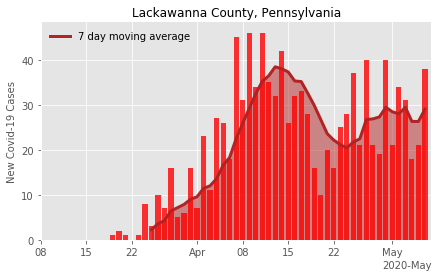 Lackawanna County, Pennsylvania
7 day moving average
New Covid-19 Cases
40
30
20
10
0
08 15 22 Apr 08 15 22 May
2020-May